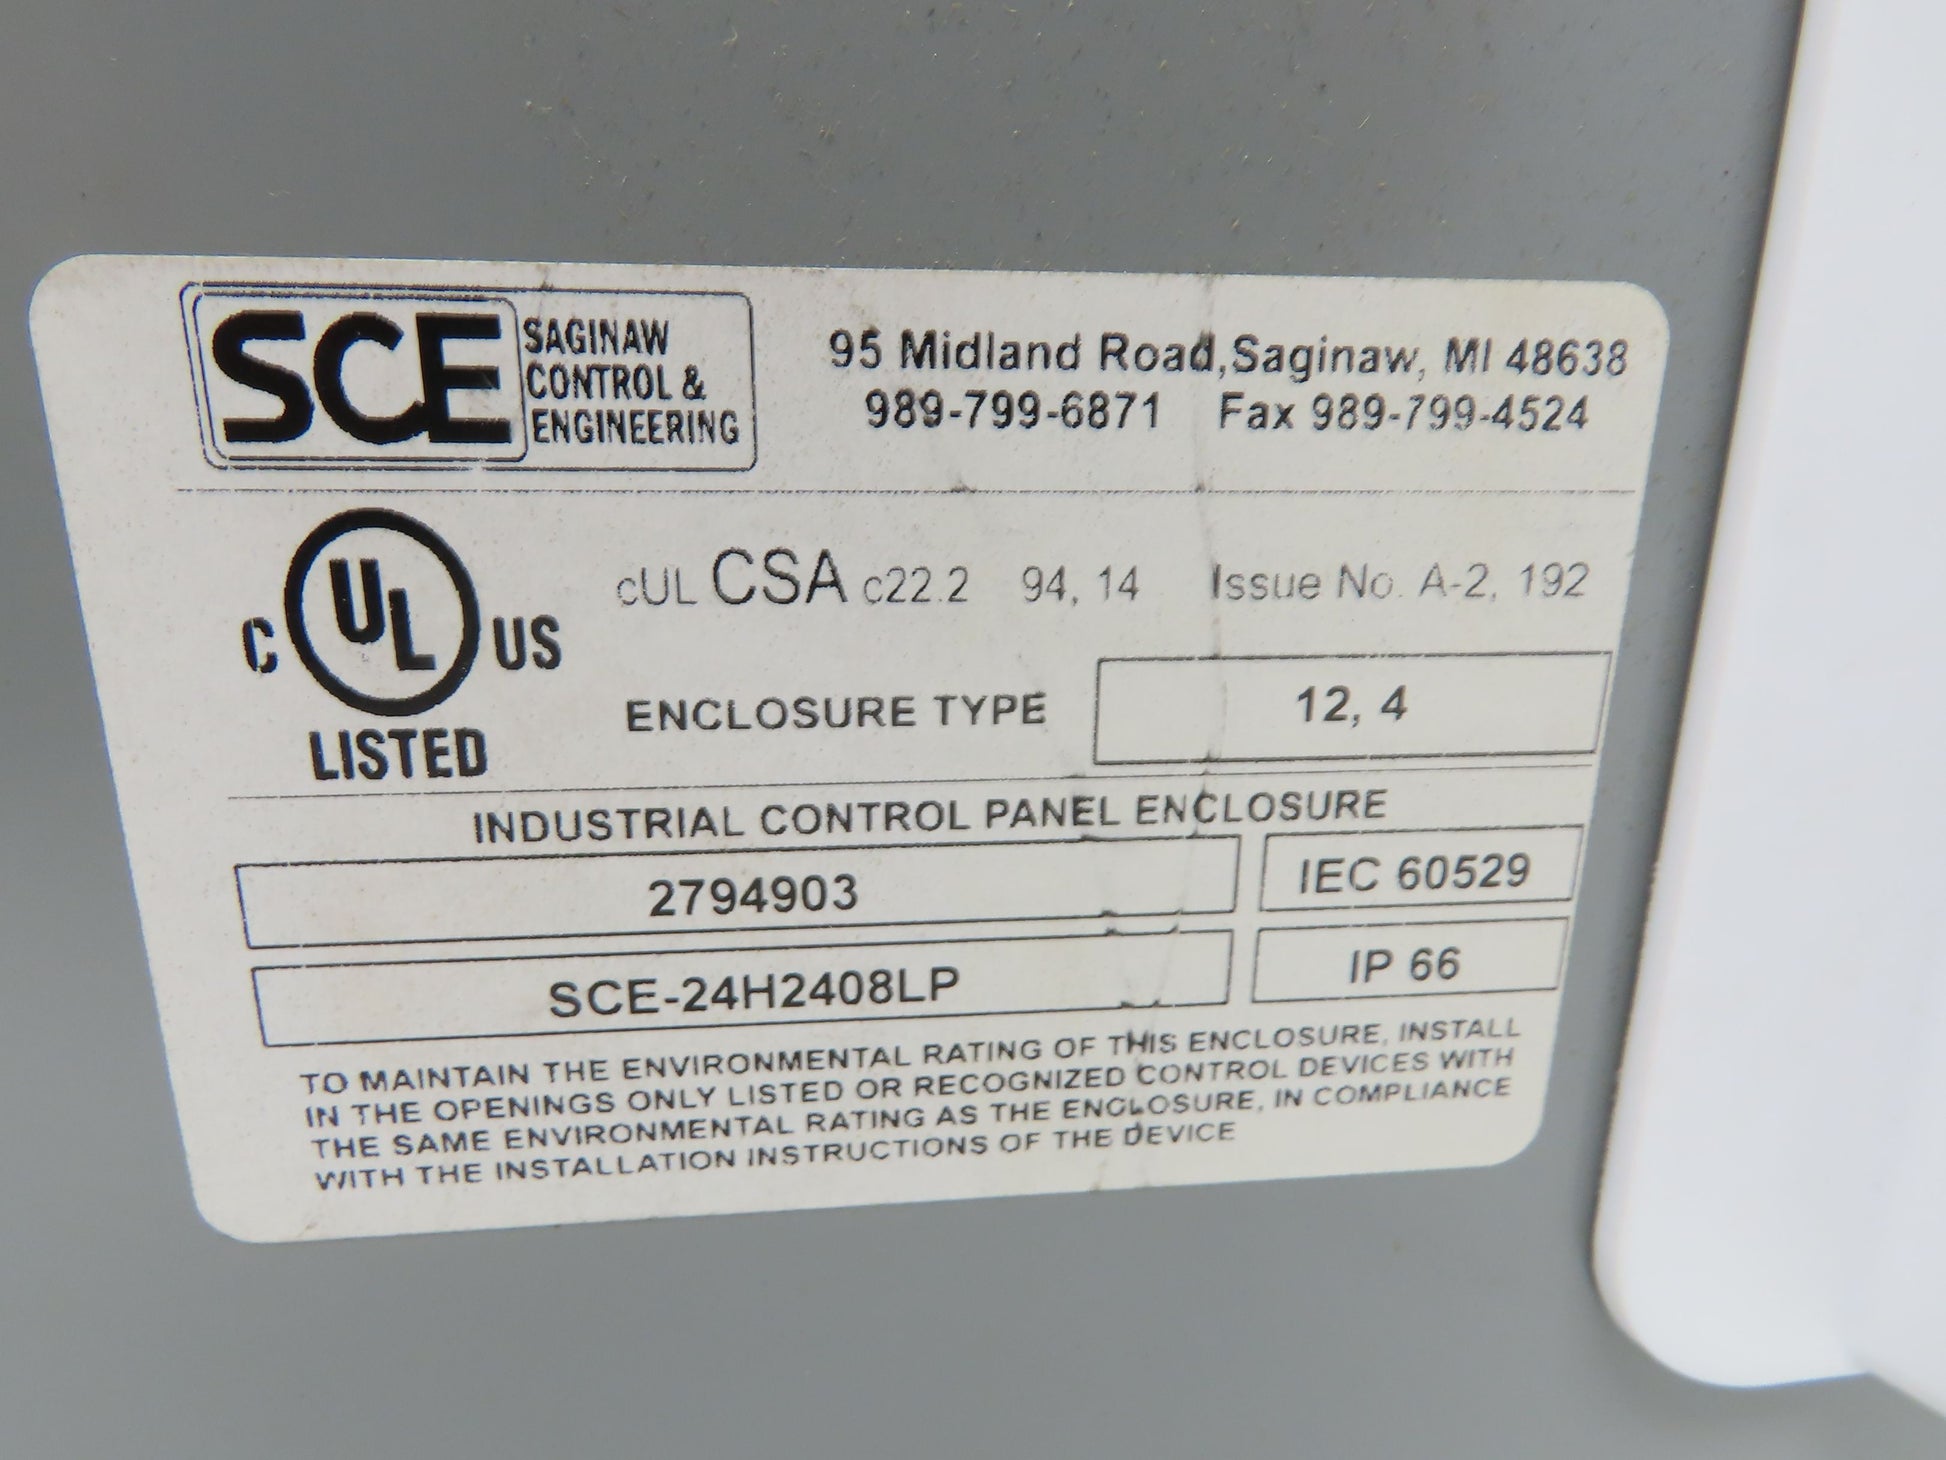 SCE SAGINAW CONTROL & ENGINEERING
95 Midland Road, Saginaw, MI 48638
989-799-6871 Fax 989-799-4524
C UL US
LISTED
cUL CSA c22.2 94, 14 Issue No. A-2, 192
ENCLOSURE TYPE 12, 4
INDUSTRIAL CONTROL PANEL ENCLOSURE
2794903 IEC 60529
SCE-24H2408LP IP 66
TO MAINTAIN THE ENVIRONMENTAL RATING OF THIS ENCLOSURE, INSTALL
IN THE OPENINGS ONLY LISTED OR RECOGNIZED CONTROL DEVICES WITH
THE SAME ENVIRONMENTAL RATING AS THE ENCLOSURE, IN COMPLIANCE
WITH THE INSTALLATION INSTRUCTIONS OF THE DEVICE